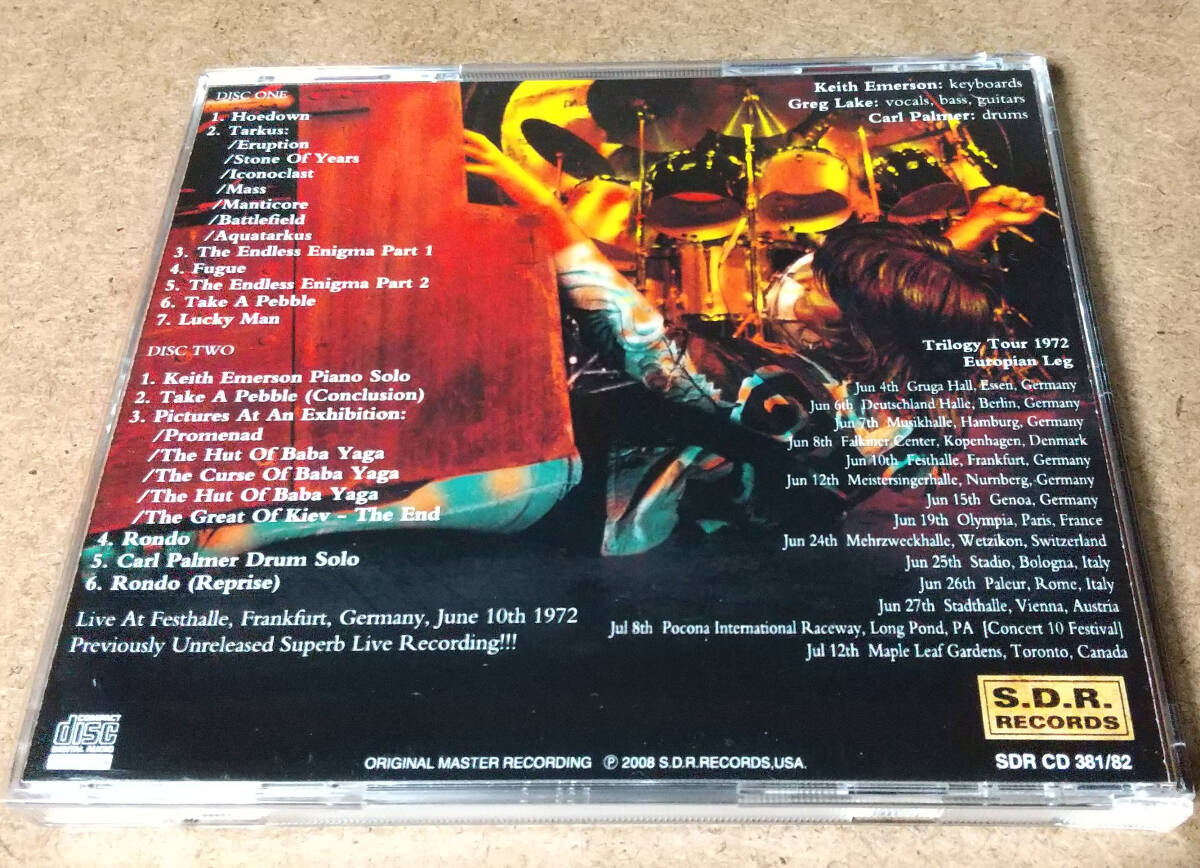 DISC ONE
1. Hoedown
2. Tarkus:
/Eruption
/Stone Of Years
/Iconoclast
/Mass
/Manticore
/Battlefield
/Aquatarkus
3. The Endless Enigma Part 1
4. Fugue
5. The Endless Enigma Part 2
6. Take A Pebble
7. Lucky Man
DISC TWO
1. Keith Emerson Piano Solo
2. Take A Pebble (Conclusion)
3. Pictures At An Exhibition:
/Promenad
/The Hut Of Baba Yaga
/The Curse Of Baba Yaga
/The Hut Of Baba Yaga
/The Great Of Kiev ~ The End
4. Rondo
5. Carl Palmer Drum Solo
6. Rondo (Reprise)
Live At Festhalle, Frankfurt, Germany, June 10th 1972
Previously Unreleased Superb Live Recording!!!
Keith Emerson: keyboards
Greg Lake: vocals, bass, guitars
Carl Palmer: drums
Trilogy Tour 1972
Europian Leg
Jun 4th Gruga Hall, Essen, Germany
Jun 6th Deutschland Halle, Berlin, Germany
Jun 7th Musikhalle, Hamburg, Germany
Jun 8th Falkiner Center, Kopenhagen, Denmark
Jun 10th Festhalle, Frankfurt, Germany
Jun 12th Meistersingerhalle, Nurnberg, Germany
Jun 15th Genoa, Germany
Jun 19th Olympia, Paris, France
Jun 24th Mehrzweckhalle, Wetzikon, Switzerland
Jun 25th Stadio, Bologna, Italy
Jun 26th Paleur, Rome, Italy
Jun 27th Stadthalle, Vienna, Austria
Jul 8th Pocona International Raceway, Long Pond, PA [Concert 10 Festival]
Jul 12th Maple Leaf Gardens, Toronto, Canada
S.D.R.
RECORDS
COMPACT
disc
DIGITAL AUDIO
ORIGINAL MASTER RECORDING ℗ 2008 S.D.R.RECORDS,USA.
SDR CD 381/82